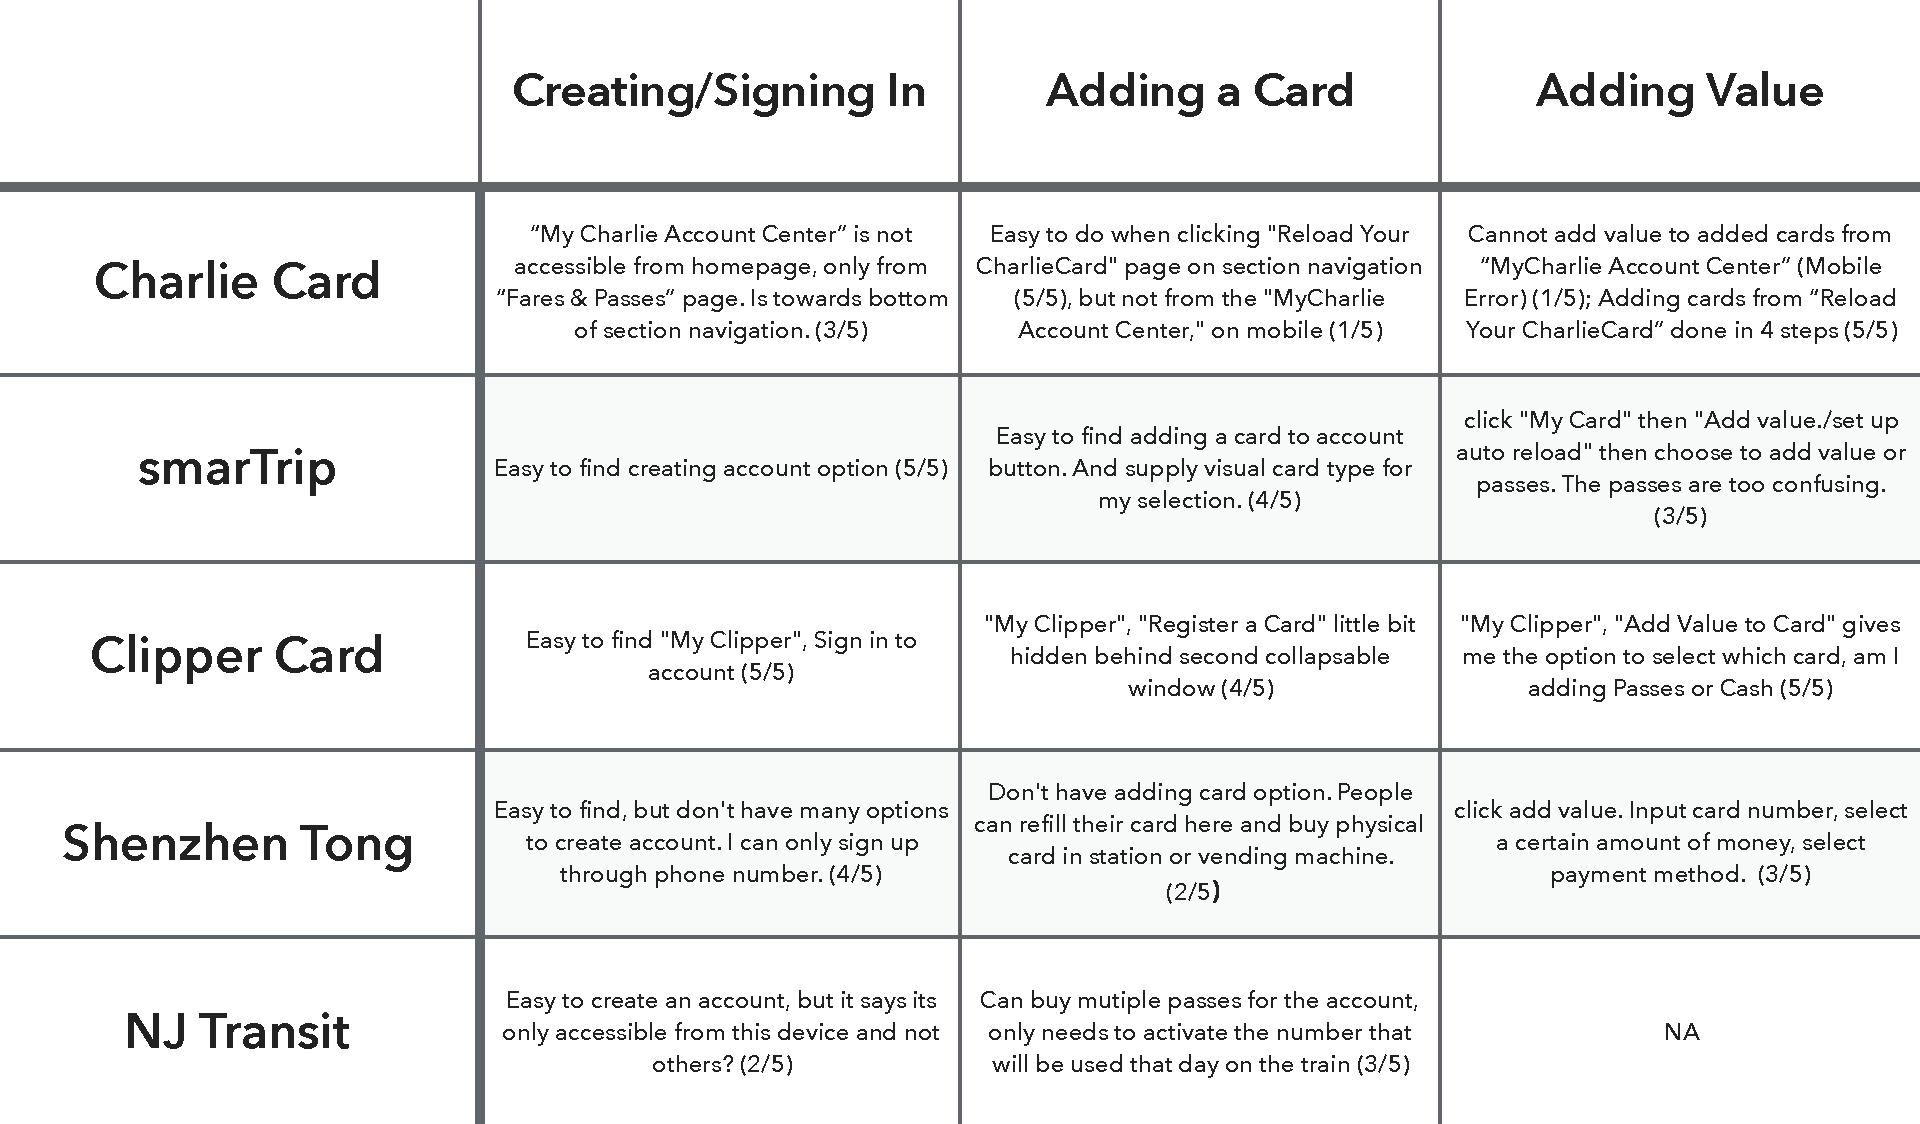 Creating/Signing In
Adding a Card
Adding Value
Charlie Card
“My Charlie Account Center” is not
accessible from homepage, only from
“Fares & Passes” page. Is towards bottom
of section navigation. (3/5)
Easy to do when clicking "Reload Your
CharlieCard" page on section navigation
(5/5), but not from the "MyCharlie
Account Center," on mobile (1/5)
Cannot add value to added cards from
“MyCharlie Account Center” (Mobile
Error) (1/5); Adding cards from “Reload
Your CharlieCard” done in 4 steps (5/5)
smarTrip
Easy to find creating account option (5/5)
Easy to find adding a card to account
button. And supply visual card type for
my selection. (4/5)
click "My Card" then "Add value./set up
auto reload" then choose to add value or
passes. The passes are too confusing.
(3/5)
Clipper Card
Easy to find "My Clipper", Sign in to
account (5/5)
"My Clipper", "Register a Card" little bit
hidden behind second collapsable
window (4/5)
"My Clipper", "Add Value to Card" gives
me the option to select which card, am I
adding Passes or Cash (5/5)
Shenzhen Tong
Easy to find, but don't have many options
to create account. I can only sign up
through phone number. (4/5)
Don't have adding card option. People
can refill their card here and buy physical
card in station or vending machine.
(2/5)
click add value. Input card number, select
a certain amount of money, select
payment method.  (3/5)
NJ Transit
Easy to create an account, but it says its
only accessible from this device and not
others? (2/5)
Can buy mutiple passes for the account,
only needs to activate the number that
will be used that day on the train (3/5)
NA